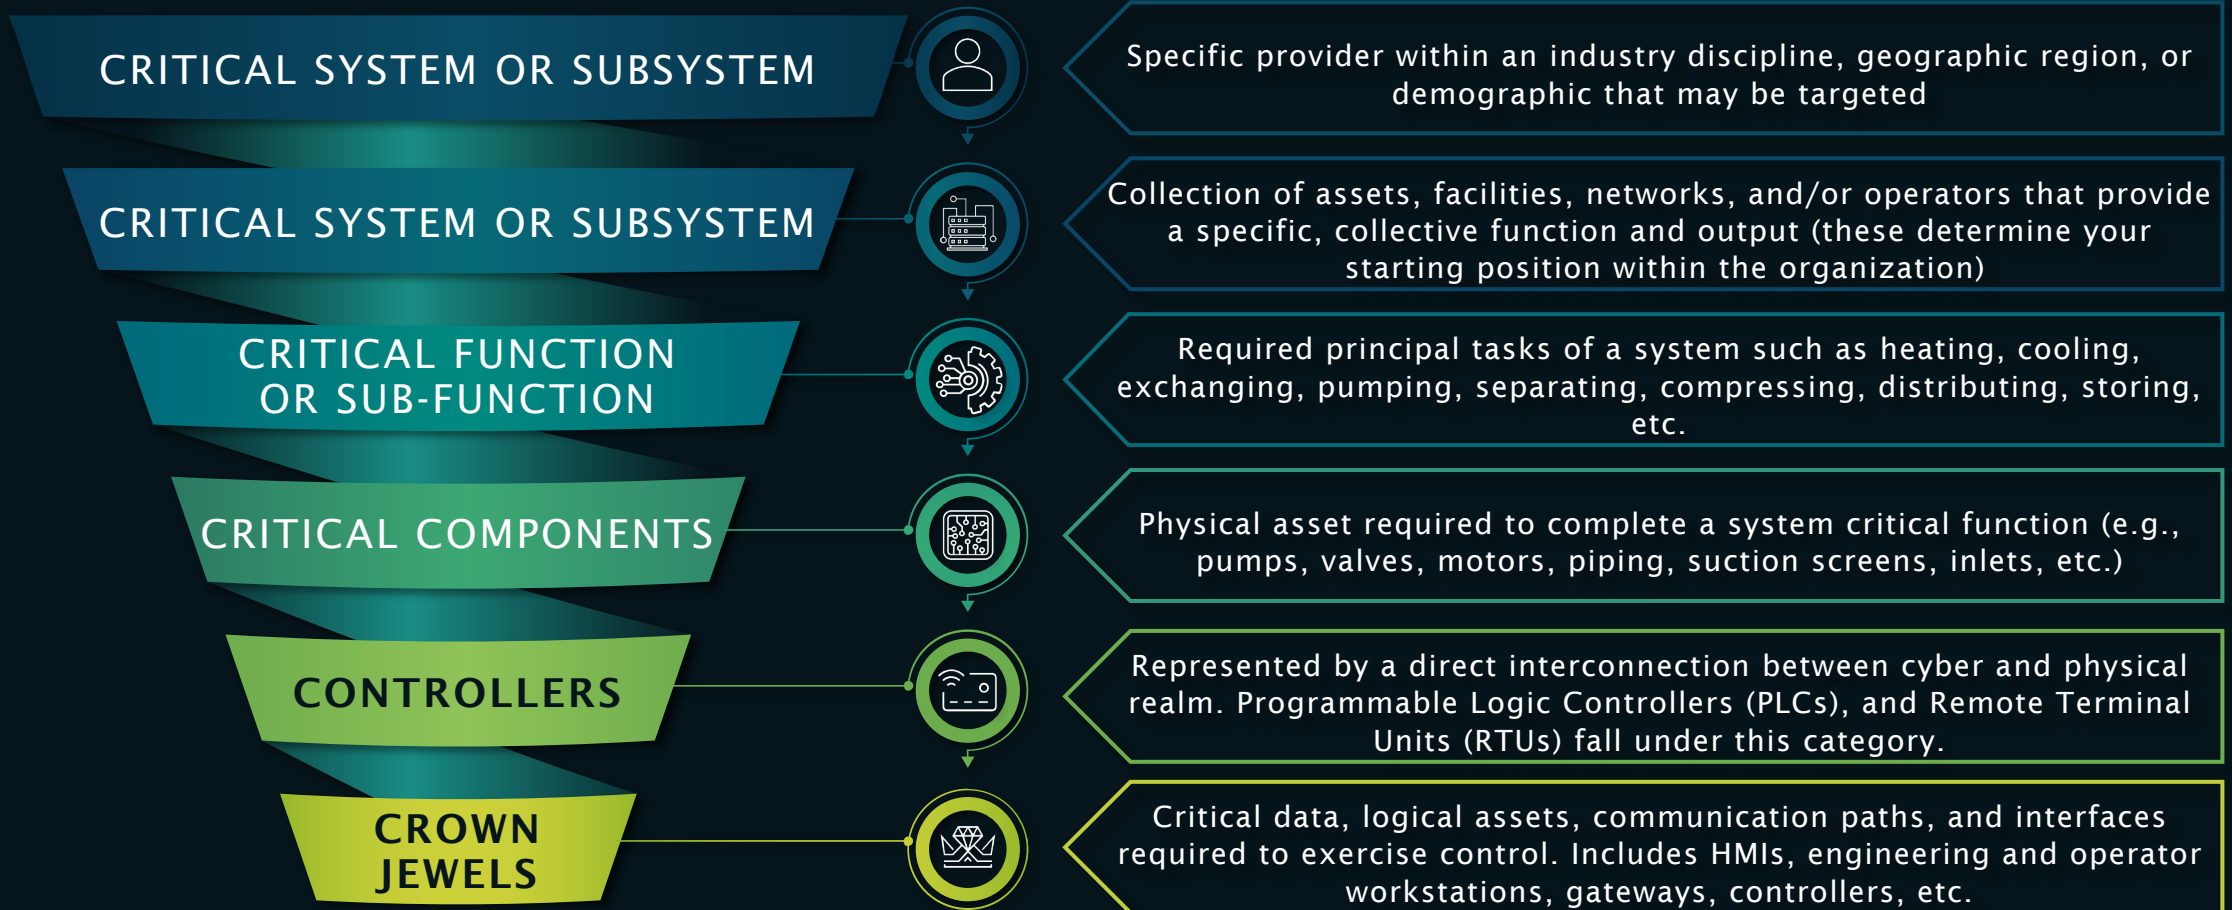 CRITICAL SYSTEM OR SUBSYSTEM
Specific provider within an industry discipline, geographic region, or
demographic that may be targeted
CRITICAL SYSTEM OR SUBSYSTEM
Collection of assets, facilities, networks, and/or operators that provide
a specific, collective function and output (these determine your
starting position within the organization)
CRITICAL FUNCTION
OR SUB-FUNCTION
Required principal tasks of a system such as heating, cooling,
exchanging, pumping, separating, compressing, distributing, storing,
etc.
CRITICAL COMPONENTS
Physical asset required to complete a system critical function (e.g.,
pumps, valves, motors, piping, suction screens, inlets, etc.)
CONTROLLERS
Represented by a direct interconnection between cyber and physical
realm. Programmable Logic Controllers (PLCs), and Remote Terminal
Units (RTUs) fall under this category.
CROWN
JEWELS
Critical data, logical assets, communication paths, and interfaces
required to exercise control. Includes HMIs, engineering and operator
workstations, gateways, controllers, etc.